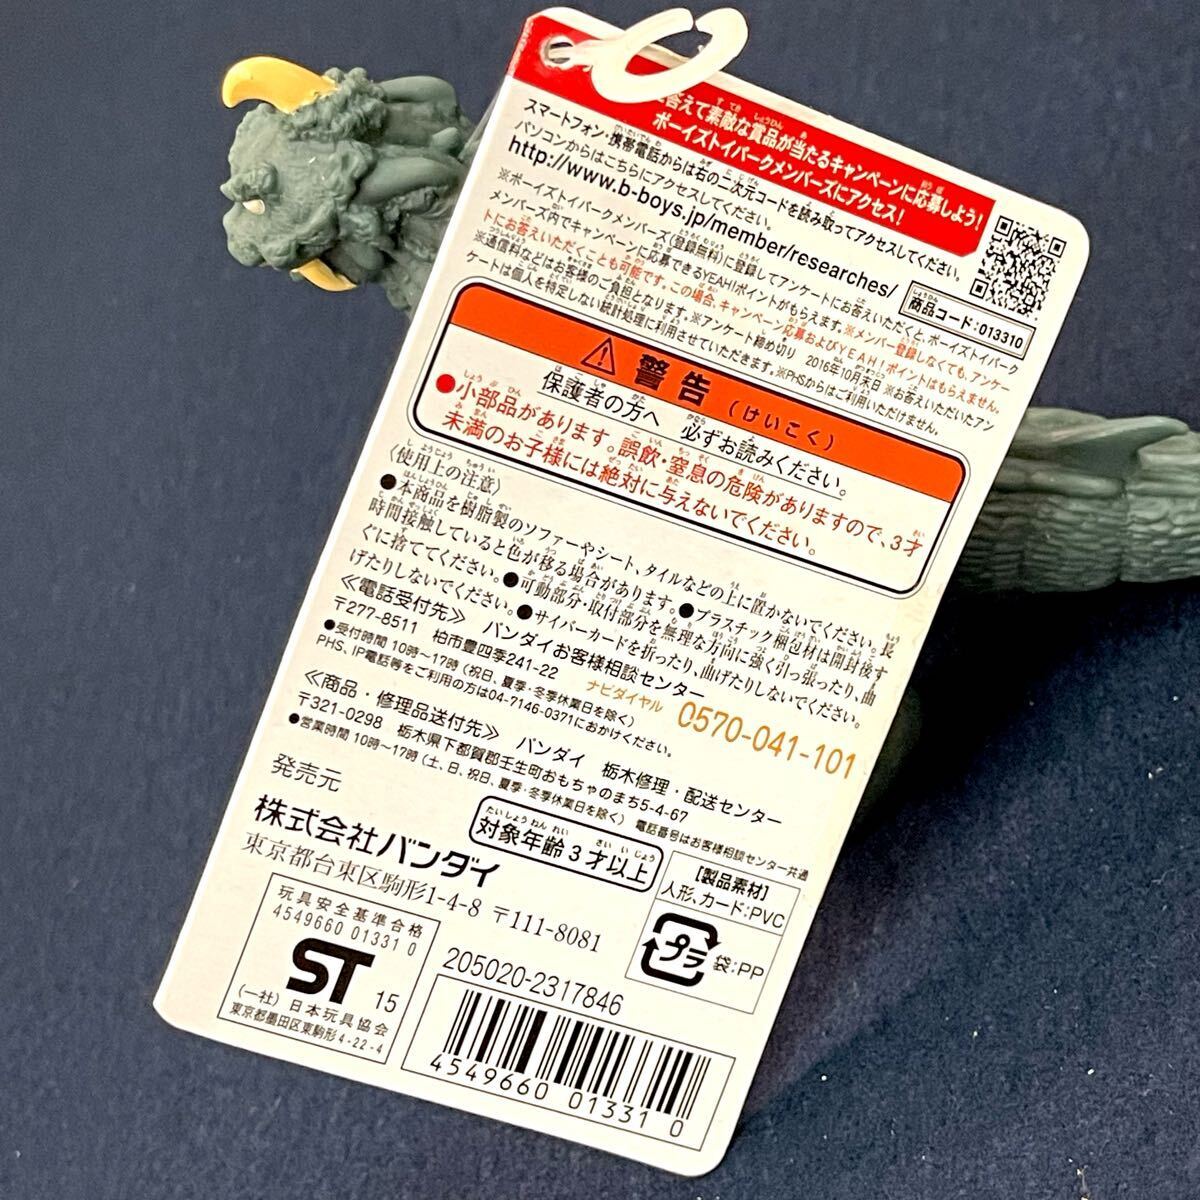 答えて素敵な賞品が当たるキャンペーンに応募しよう!
ボーイズトイパークメンバーズにアクセス!
スマートフォン・携帯電話からは右の二次元コードを読み取ってアクセスしてください。
パソコンからはこちらにアクセスしてください。
http://www.b-boys.jp/member/researches/
商品コード:013310
※ボーイズトイパークメンバーズ(登録無料)に登録してアンケートにお答えいただくと、ボーイズトイパーク
メンバーズ内でキャンペーンに応募できるYEAH!ポイントがもらえます。※メンバー登録しなくても、アンケー
トにお答えいただくことも可能です。この場合、キャンペーン応募およびYEAH!ポイントはもらえません。
※通信料などはお客様のご負担となります。※アンケート締め切り 2016年10月末日 ※お答えいただいたアン
ケートは個人を特定しない統計処理に利用させていただきます。※PHSからはご利用いただけません。
警告(けいこく)
保護者の方へ 必ずお読みください。
●小部品があります。誤飲・窒息の危険がありますので、3才
未満のお子様には絶対に与えないでください。
〈使用上の注意〉
●本商品を樹脂製のソファーやシート、タイルなどの上に置かないでください。長
時間接触していると色が移る場合があります。●プラスチック梱包材は開封後す
ぐに捨ててください。●可動部分・取付部分を無理な方向に強く引っ張ったり、曲
げたりしないでください。●サイバーカードを折ったり、曲げたりしないでください。
≪電話受付先≫ バンダイお客様相談センター
〒277-8511 柏市豊四季241-22 ナビダイヤル 0570-041-101
●受付時間 10時~17時(祝日、夏季・冬季休業日を除く)
PHS、IP電話等をご利用の方は04-7146-0371におかけください。
≪商品・修理品送付先≫ バンダイ 栃木修理・配送センター
〒321-0298 栃木県下都賀郡壬生町おもちゃのまち5-4-67
●営業時間 10時~17時(土、日、祝日、夏季・冬季休業日を除く) 電話番号はお客様相談センター共通
発売元
株式会社バンダイ
東京都台東区駒形1-4-8 〒111-8081
対象年齢3才以上
【製品素材】
人形、カード:PVC
プラ
袋:PP
玩具安全基準合格
4549660 01331 0
ST 15
(一社)日本玩具協会
東京都墨田区東駒形4-22-4
205020-2317846
4549660 013310